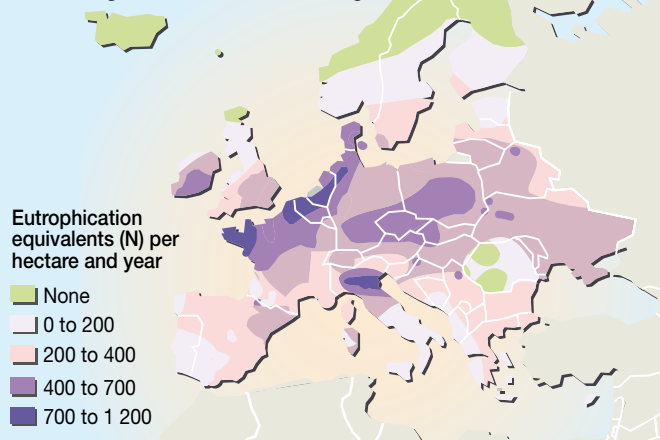 Eutrophication
equivalents (N) per
hectare and year
None
0 to 200
200 to 400
400 to 700
700 to 1 200